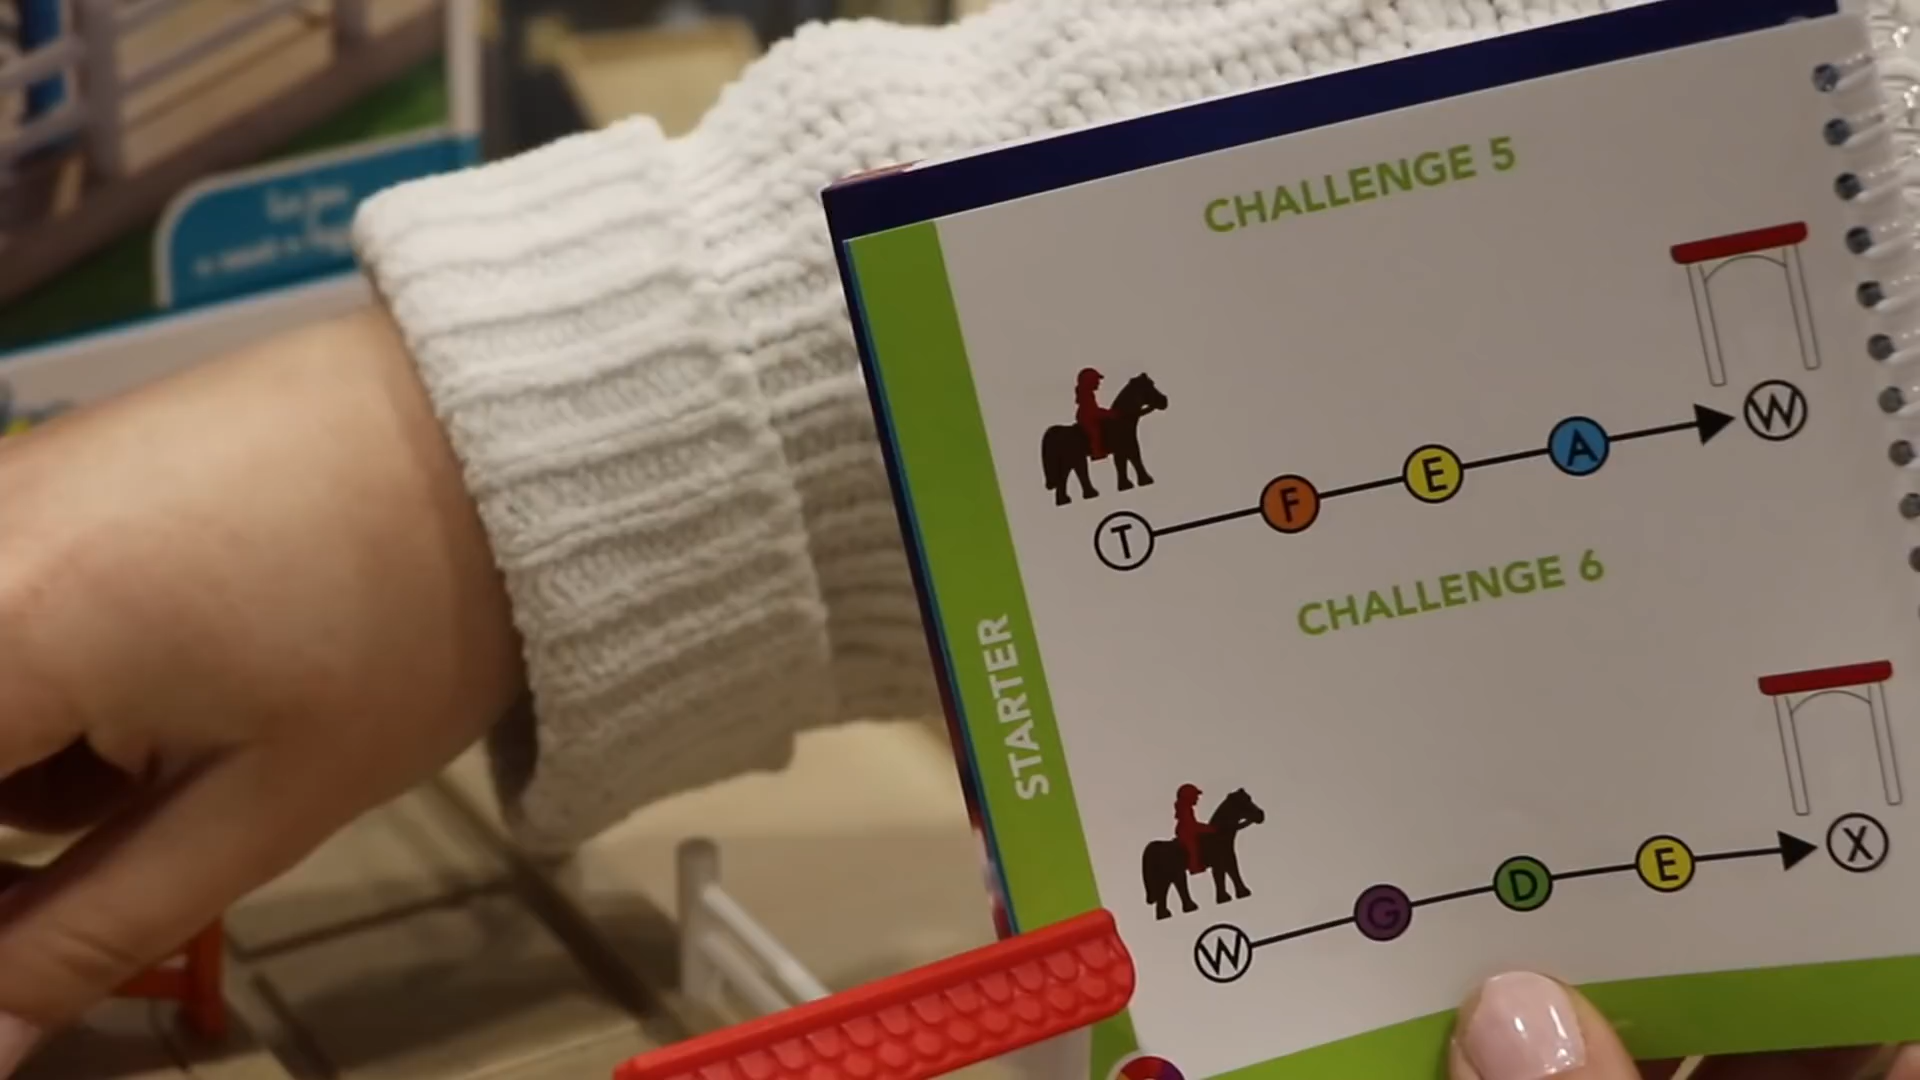 CHALLENGE 5
T F E A W
CHALLENGE 6
W G D E X
STARTER